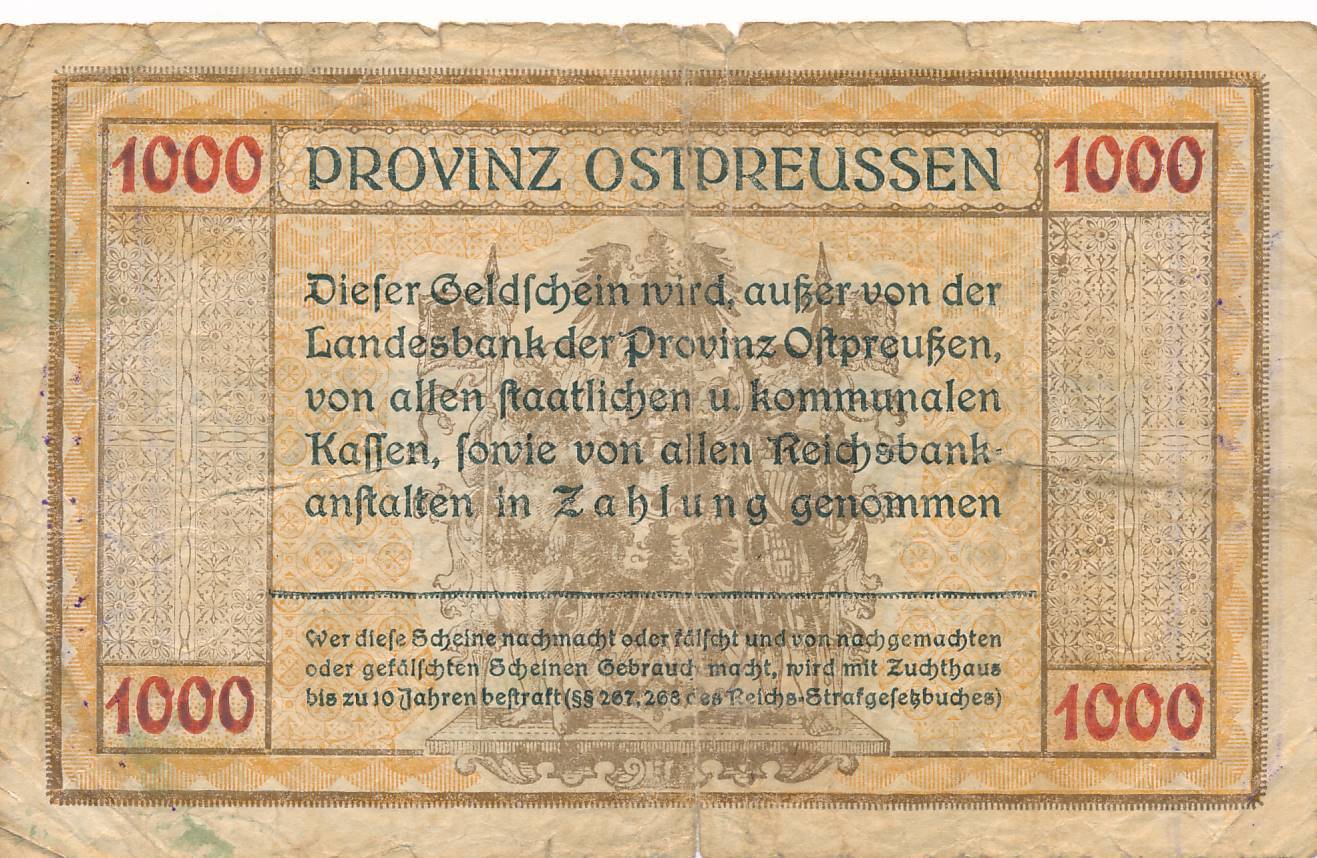 1000 PROVINZ OSTPREUSSEN 1000
Dieſer Geldſchein wird, außer von der
Landesbank der Provinz Oſtpreußen,
von allen ſtaatlichen u. kommunalen
Kaſſen, ſowie von allen Reichsbank-
anſtalten in Zahlung genommen
Wer dieſe Scheine nachmacht oder fälſcht und von nachgemachten
oder gefälſchten Scheinen Gebrauch macht, wird mit Zuchthaus
bis zu 10 Jahren beſtraft (§§ 267, 268 des Reichs-Strafgeſetzbuches)
1000 1000